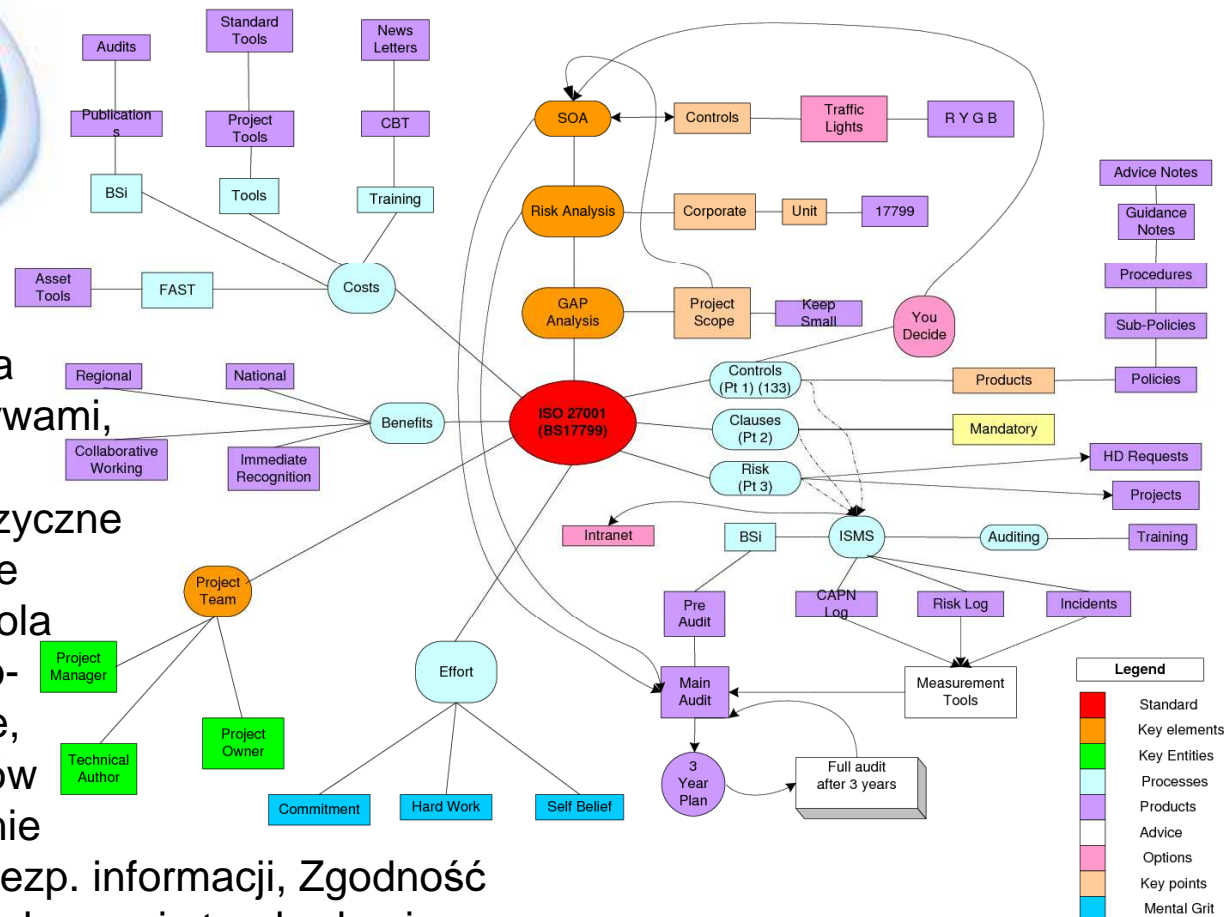 Audits
Standard
Tools
News
Letters
Publication
s
Project
Tools
CBT
BSi
Tools
Training
Asset
Tools
FAST
Costs
SOA
Controls
Traffic
Lights
R Y G B
Risk Analysis
Corporate
Unit
17799
GAP
Analysis
Project
Scope
Keep
Small
You
Decide
Advice Notes
Guidance
Notes
Procedures
Sub-Policies
Policies
Products
Controls
(Pt 1) (133)
Clauses
(Pt 2)
Mandatory
Risk
(Pt 3)
HD Requests
Projects
Regional
National
Collaborative
Working
Immediate
Recognition
Benefits
ISO 27001
(BS17799)
Intranet
BSi
ISMS
Auditing
Training
Pre
Audit
CAPN
Log
Risk Log
Incidents
Main
Audit
Measurement
Tools
3
Year
Plan
Full audit
after 3 years
Project
Team
Project
Manager
Technical
Author
Project
Owner
Effort
Commitment
Hard Work
Self Belief
Legend
Standard
Key elements
Key Entities
Processes
Products
Advice
Options
Key points
Mental Grit
a
ywami,
zyczne
e
ola
o-
e,
ow
nie
ezp. informacji, Zgodność